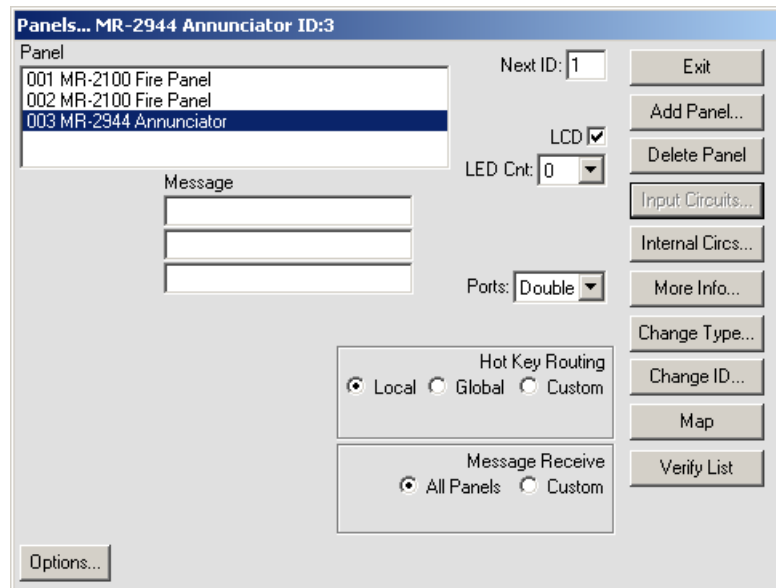 Panels... MR-2944 Annunciator ID:3
Panel
001 MR-2100 Fire Panel
002 MR-2100 Fire Panel
003 MR-2944 Annunciator
Next ID: 1
LCD
LED Cnt: 0
Message
Ports: Double
Hot Key Routing
Local Global Custom
Message Receive
All Panels Custom
Exit
Add Panel...
Delete Panel
Input Circuits...
Internal Circs...
More Info...
Change Type...
Change ID...
Map
Verify List
Options...